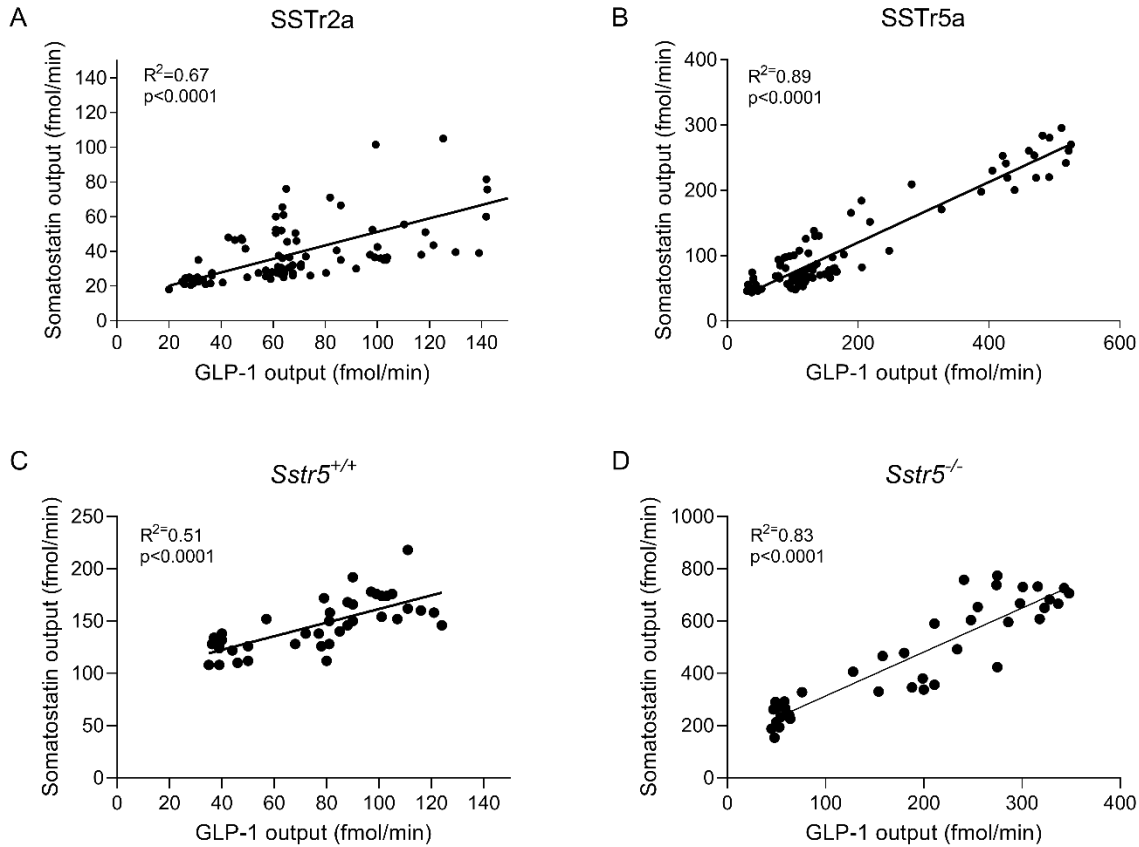 A
SSTr2a
Somatostatin output (fmol/min)
R²=0.67
p<0.0001
140
120
100
80
60
40
20
0
0 20 40 60 80 100 120 140
GLP-1 output (fmol/min)
B
SSTr5a
Somatostatin output (fmol/min)
R²⁼0.89
p<0.0001
400
300
200
100
0
0 200 400 600
GLP-1 output (fmol/min)
C
Sstr5⁺/⁺
Somatostatin output (fmol/min)
R²⁼0.51
p<0.0001
250
200
150
100
50
0
0 20 40 60 80 100 120 140
GLP-1 output (fmol/min)
D
Sstr5⁻/⁻
Somatostatin output (fmol/min)
R²⁼0.83
p<0.0001
1000
800
600
400
200
0
0 100 200 300 400
GLP-1 output (fmol/min)